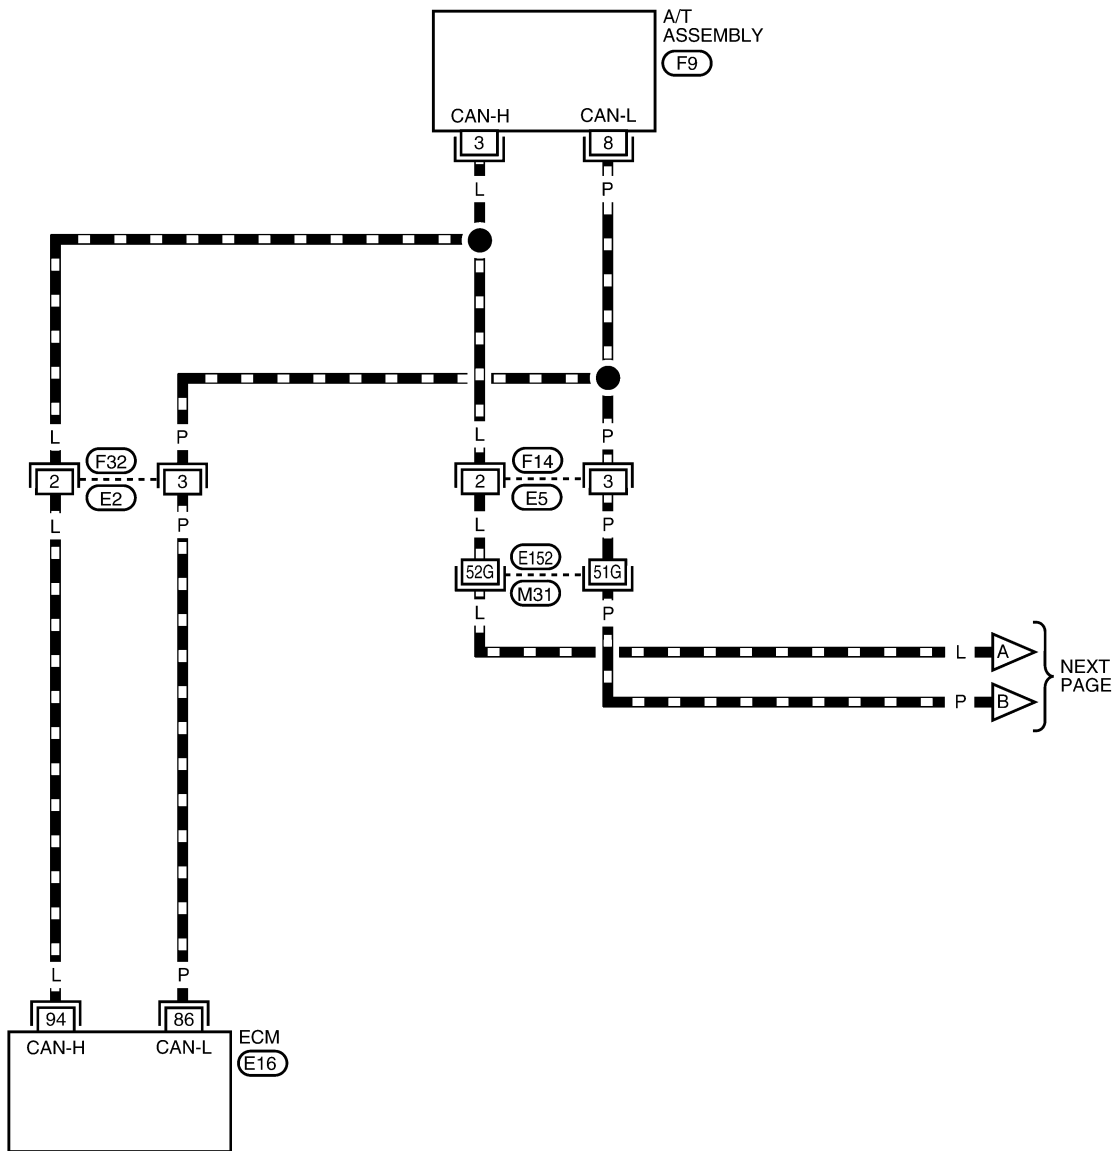 A/T
ASSEMBLY
F9
CAN-H CAN-L
3 8
L P
L P L P
F32 F14
2 3 2 3
E2 E5
L P L P
E152
52G 51G
M31
L P
L A
NEXT
PAGE
P B
L P
94 86
ECM
CAN-H CAN-L
E16